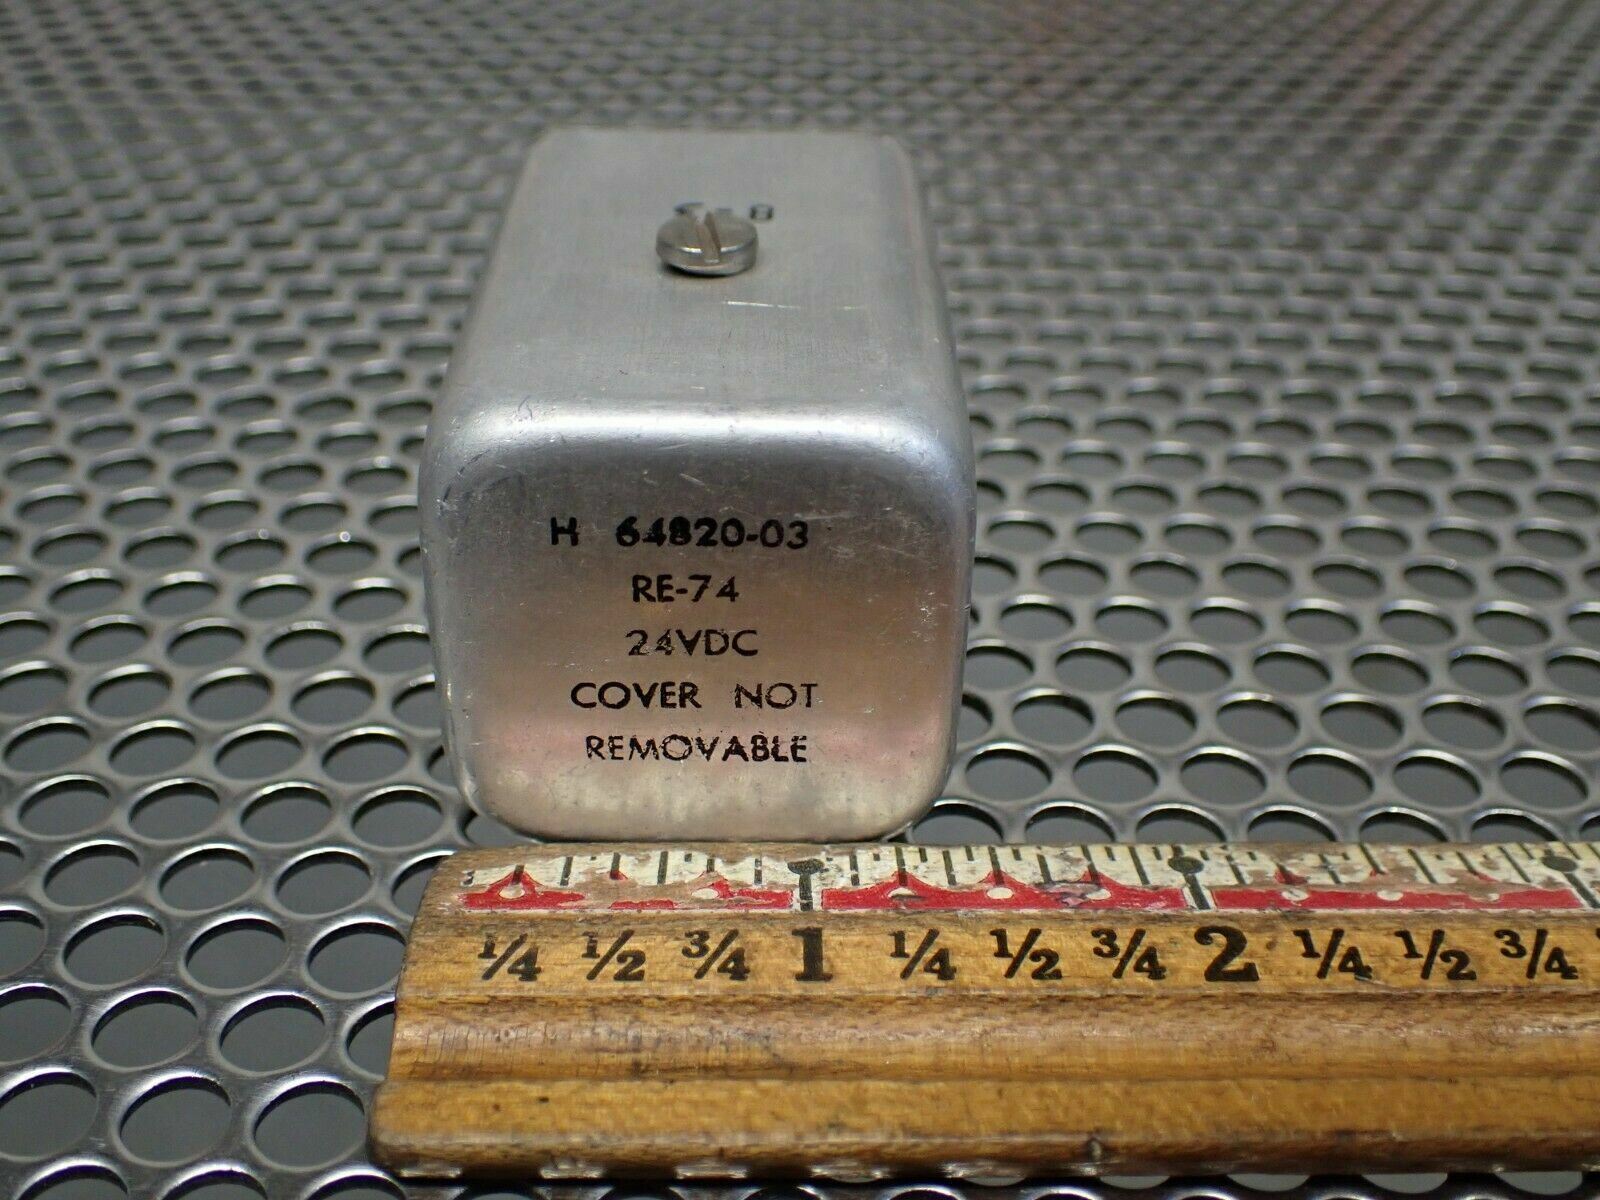 8
H 64820-03
RE-74
24VDC
COVER NOT
REMOVABLE
1/4 1/2 3/4 1 1/4 1/2 3/4 2 1/4 1/2 3/4